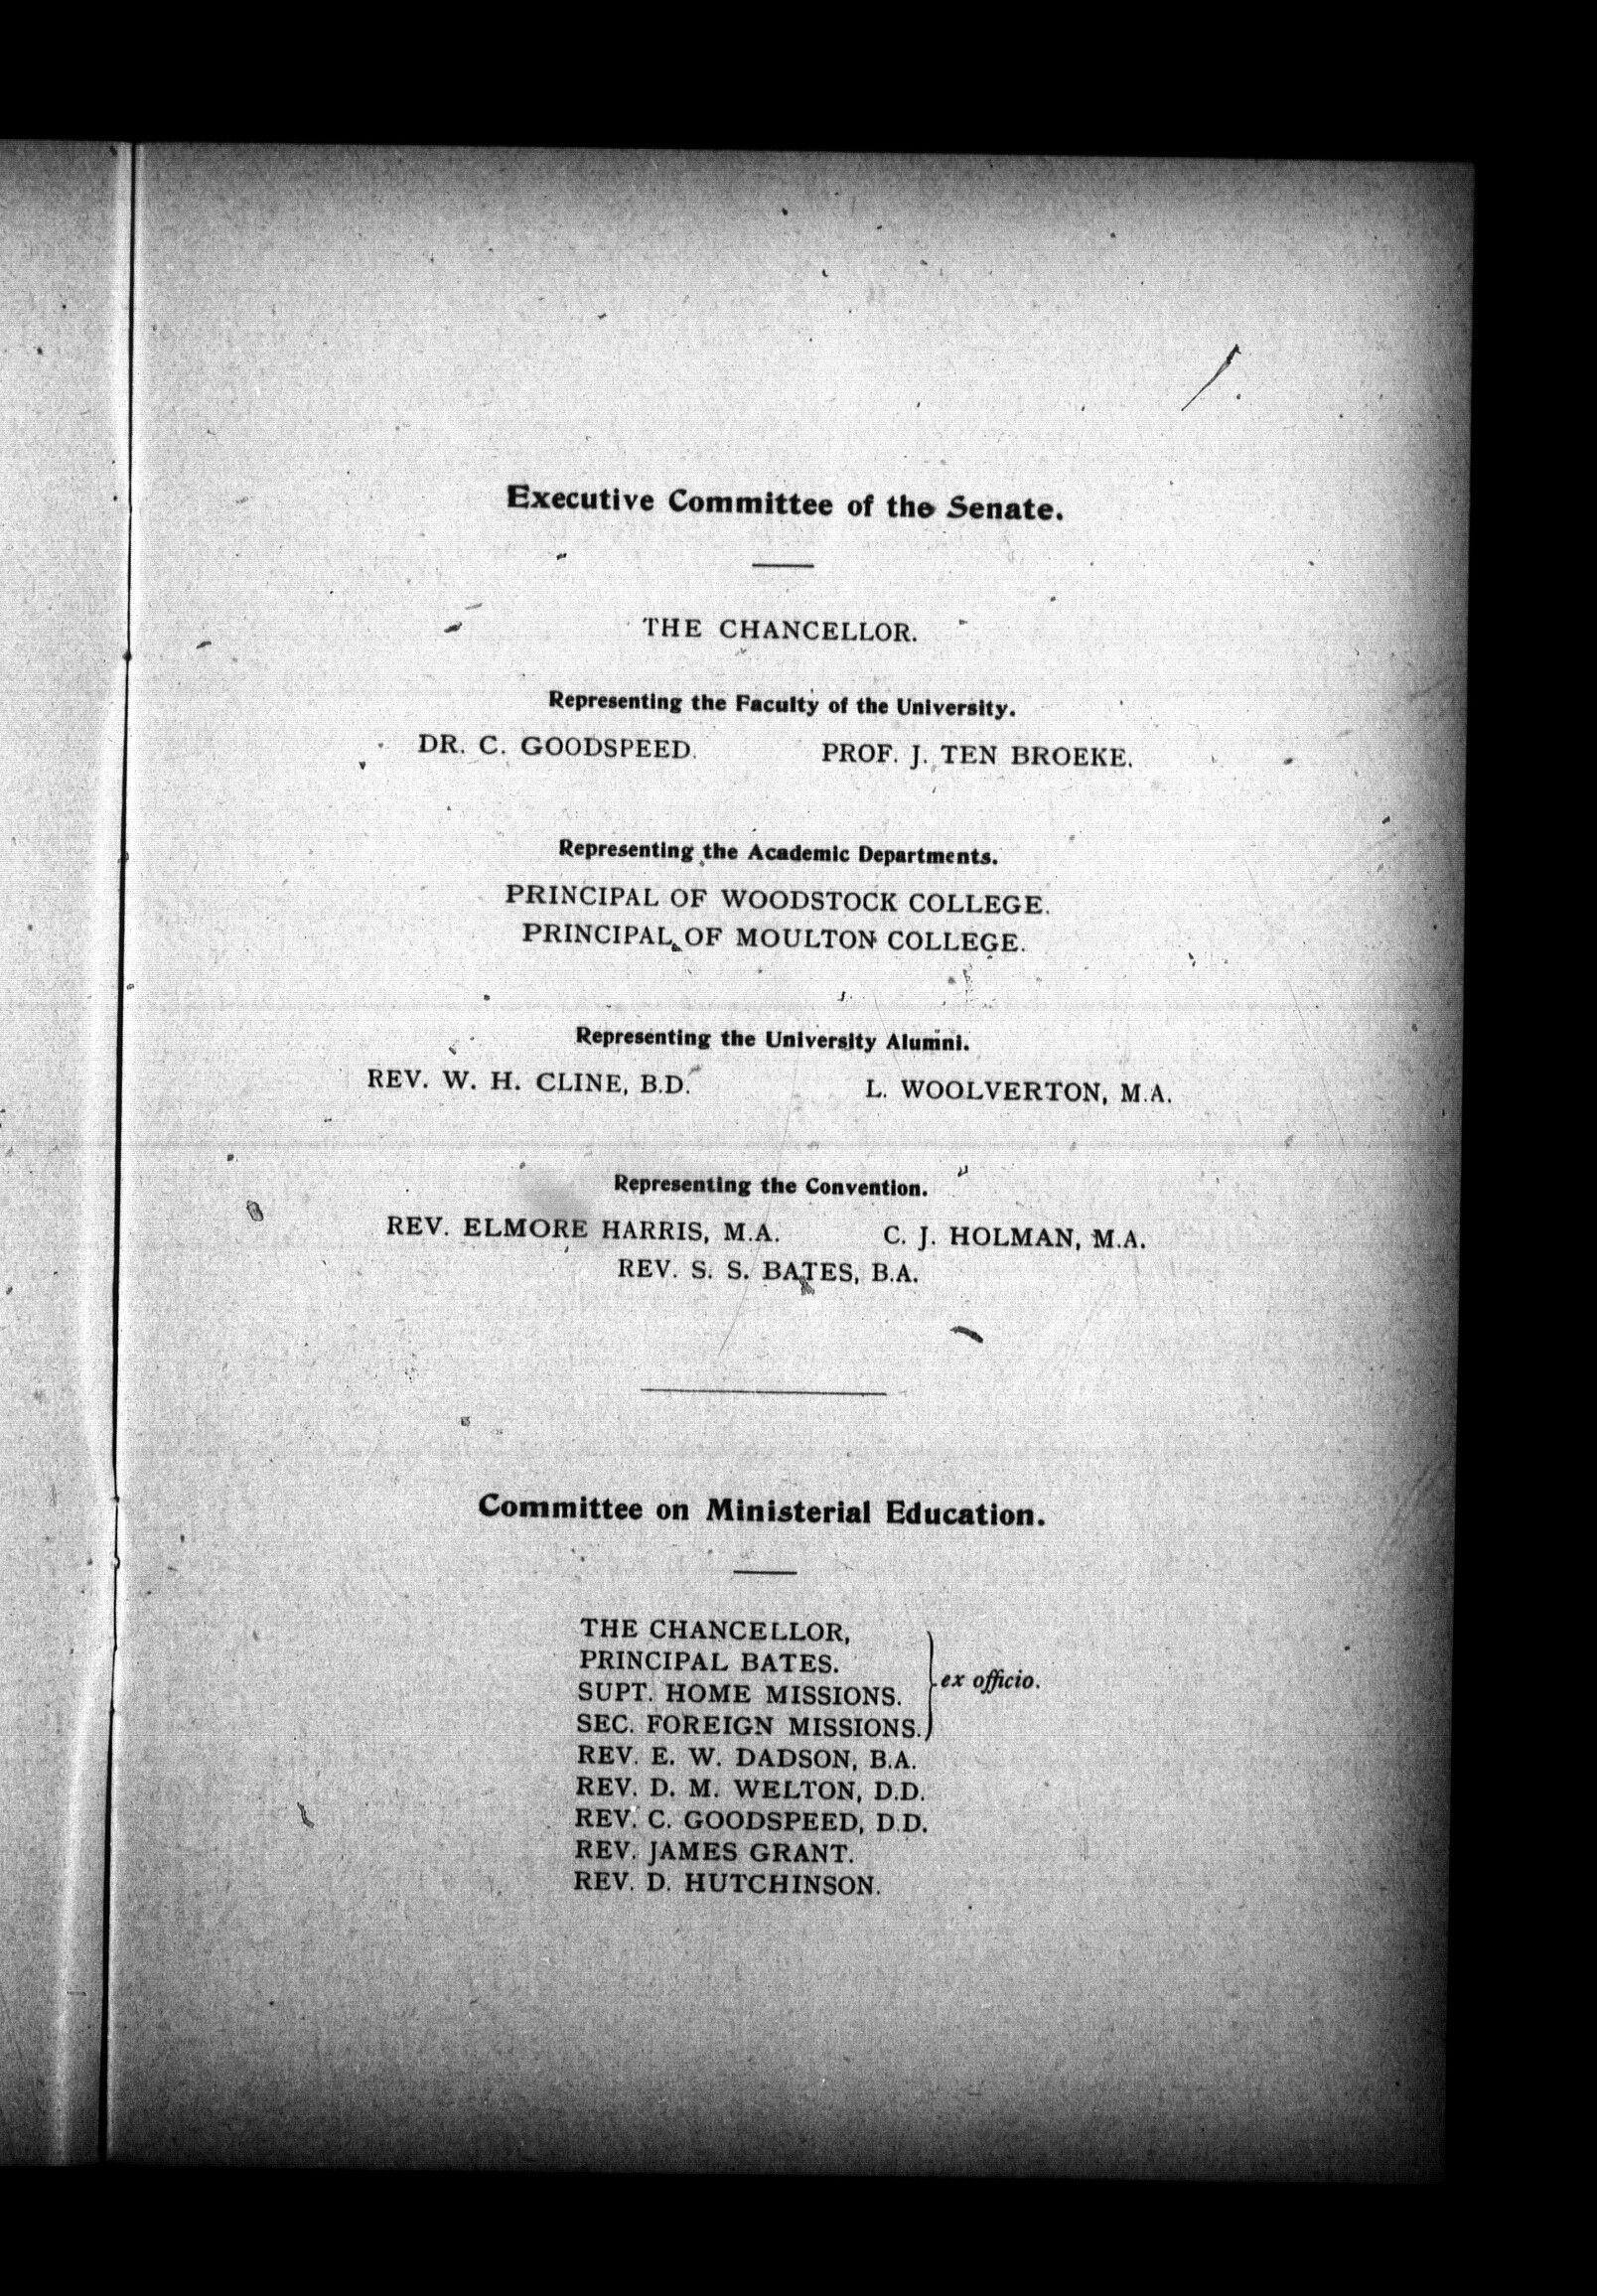 Executive Committee of the Senate.
THE CHANCELLOR.
Representing the Faculty of the University.
DR. C. GOODSPEED. PROF. J. TEN BROEKE.
Representing the Academic Departments.
PRINCIPAL OF WOODSTOCK COLLEGE.
PRINCIPAL OF MOULTON COLLEGE.
Representing the University Alumni.
REV. W. H. CLINE, B.D. L. WOOLVERTON, M.A.
Representing the Convention.
REV. ELMORE HARRIS, M.A. C. J. HOLMAN, M.A.
REV. S. S. BATES, B.A.
Committee on Ministerial Education.
THE CHANCELLOR,
PRINCIPAL BATES.
SUPT. HOME MISSIONS.
SEC. FOREIGN MISSIONS.
ex officio.
REV. E. W. DADSON, B.A.
REV. D. M. WELTON, D.D.
REV. C. GOODSPEED, D.D.
REV. JAMES GRANT.
REV. D. HUTCHINSON.